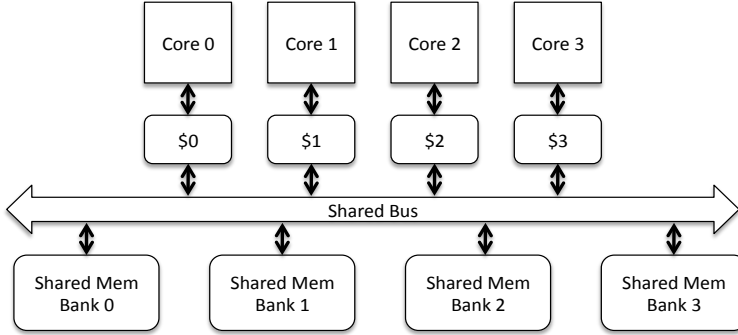 Core 0
Core 1
Core 2
Core 3
$0
$1
$2
$3
Shared Bus
Shared Mem
Bank 0
Shared Mem
Bank 1
Shared Mem
Bank 2
Shared Mem
Bank 3